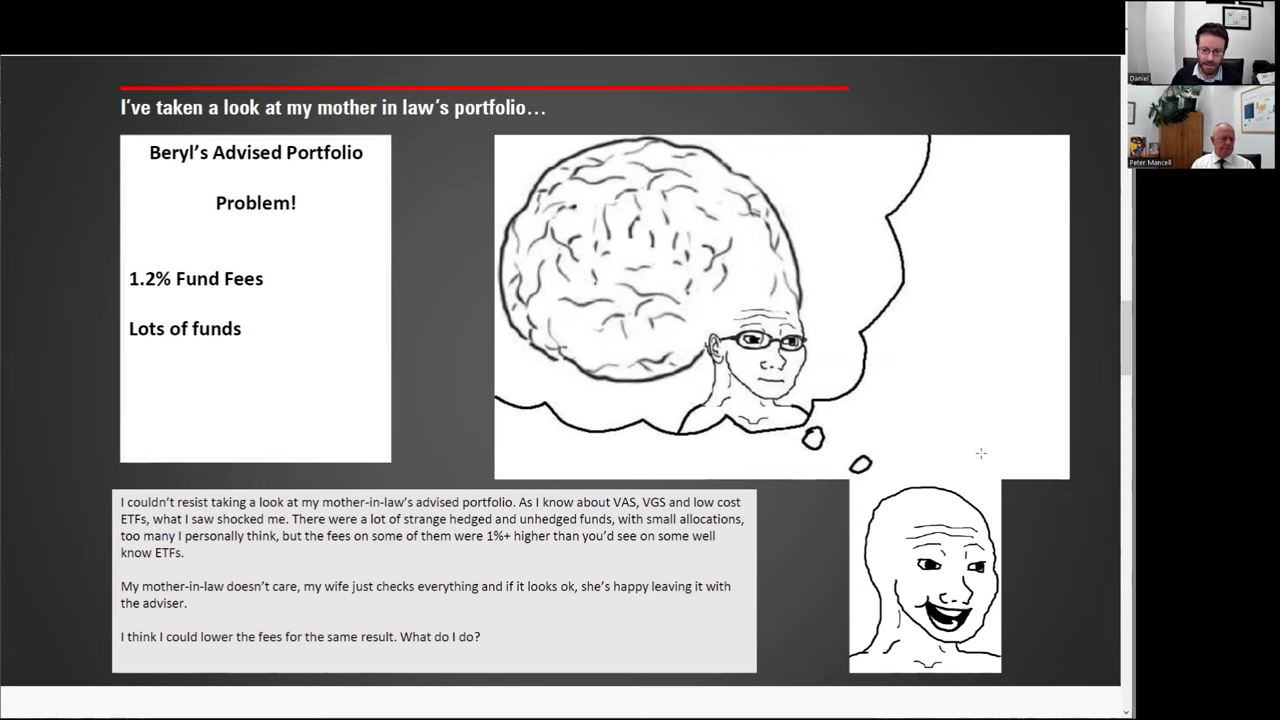 I've taken a look at my mother in law's portfolio...
Beryl's Advised Portfolio
Problem!
1.2% Fund Fees
Lots of funds
I couldn't resist taking a look at my mother-in-law's advised portfolio. As I know about VAS, VGS and low cost
ETFs, what I saw shocked me. There were a lot of strange hedged and unhedged funds, with small allocations,
too many I personally think, but the fees on some of them were 1%+ higher than you'd see on some well
know ETFs.
My mother-in-law doesn't care, my wife just checks everything and if it looks ok, she's happy leaving it with
the adviser.
I think I could lower the fees for the same result. What do I do?
Daniel
Peter Mancell